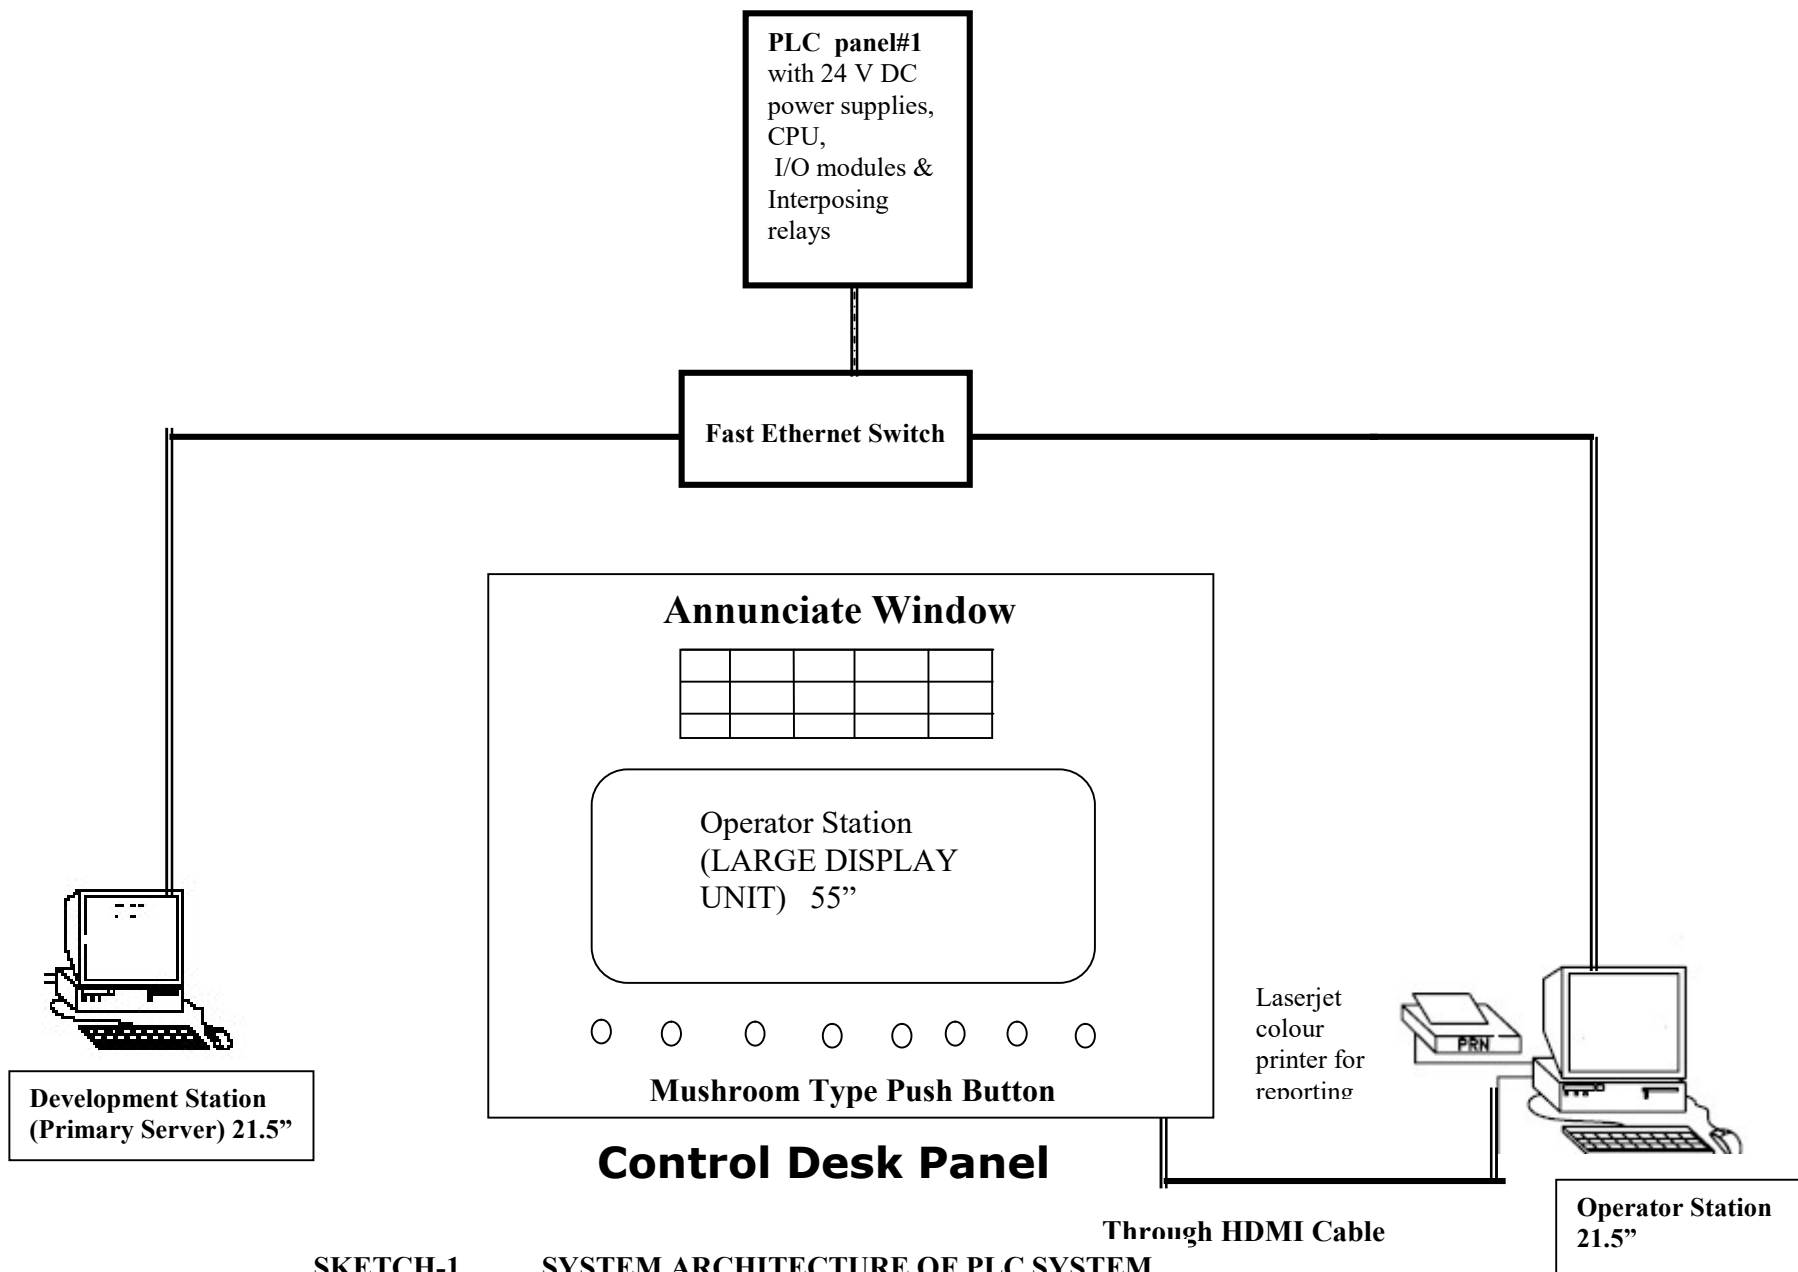 PLC panel#1
with 24 V DC
power supplies,
CPU,
I/O modules &
Interposing
relays
Fast Ethernet Switch
Annunciate Window
Operator Station
(LARGE DISPLAY
UNIT) 55”
Mushroom Type Push Button
Control Desk Panel
Development Station
(Primary Server) 21.5”
Laserjet
colour
printer for
reporting
PRN
Through HDMI Cable
Operator Station
21.5”
SKETCH-1 SYSTEM ARCHITECTURE OF PLC SYSTEM